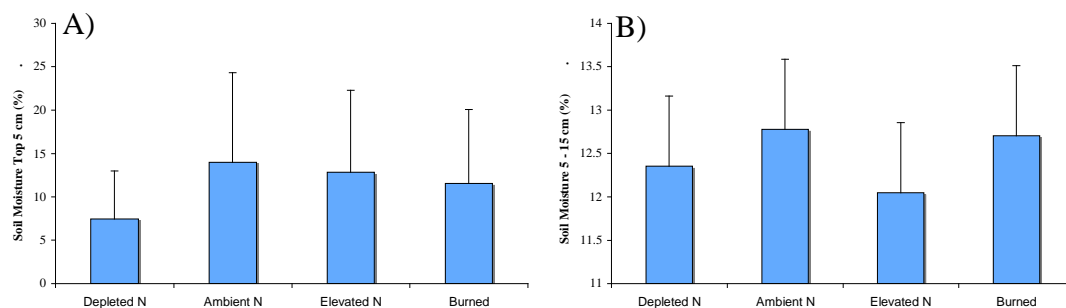 A)
Soil Moisture Top 5 cm (%)
30
25
20
15
10
5
0
Depleted N Ambient N Elevated N Burned
B)
Soil Moisture 5 - 15 cm (%)
14
13.5
13
12.5
12
11.5
11
Depleted N Ambient N Elevated N Burned